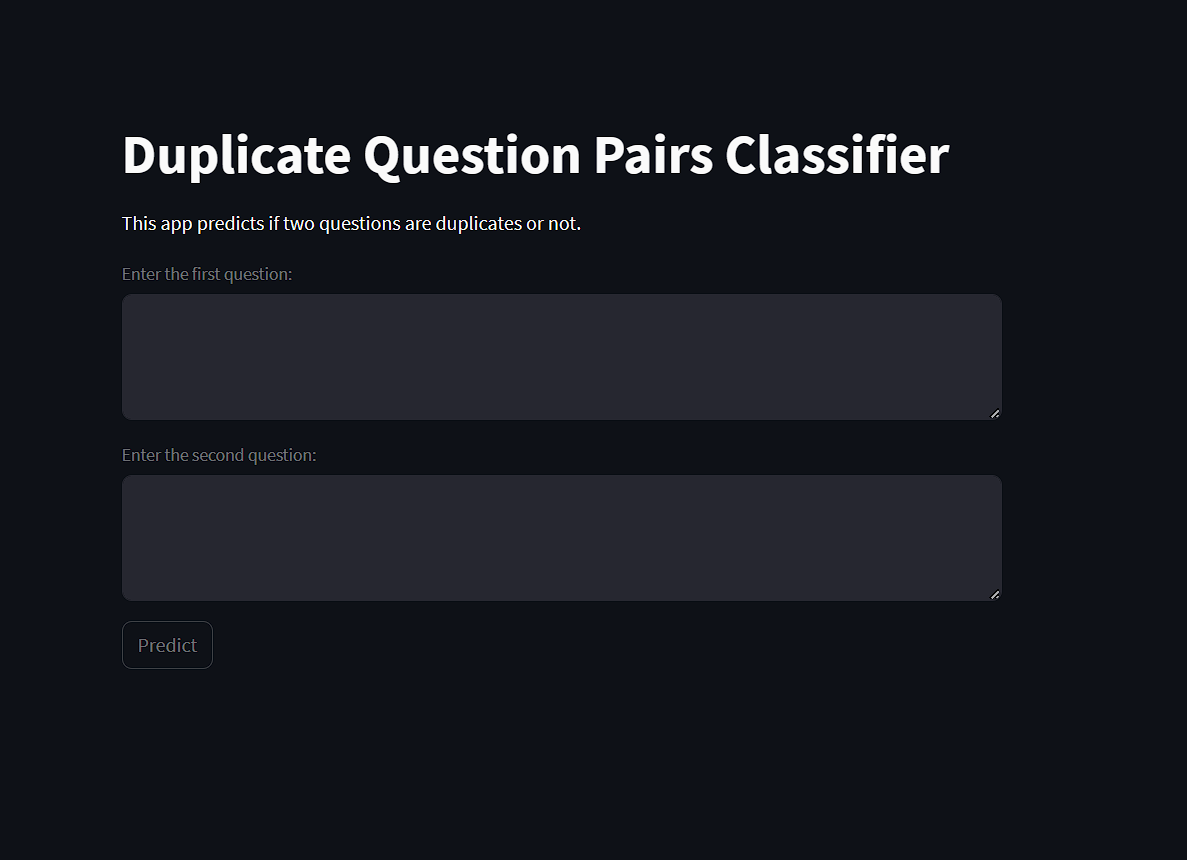 Duplicate Question Pairs Classifier
This app predicts if two questions are duplicates or not.
Enter the first question:
Enter the second question:
Predict